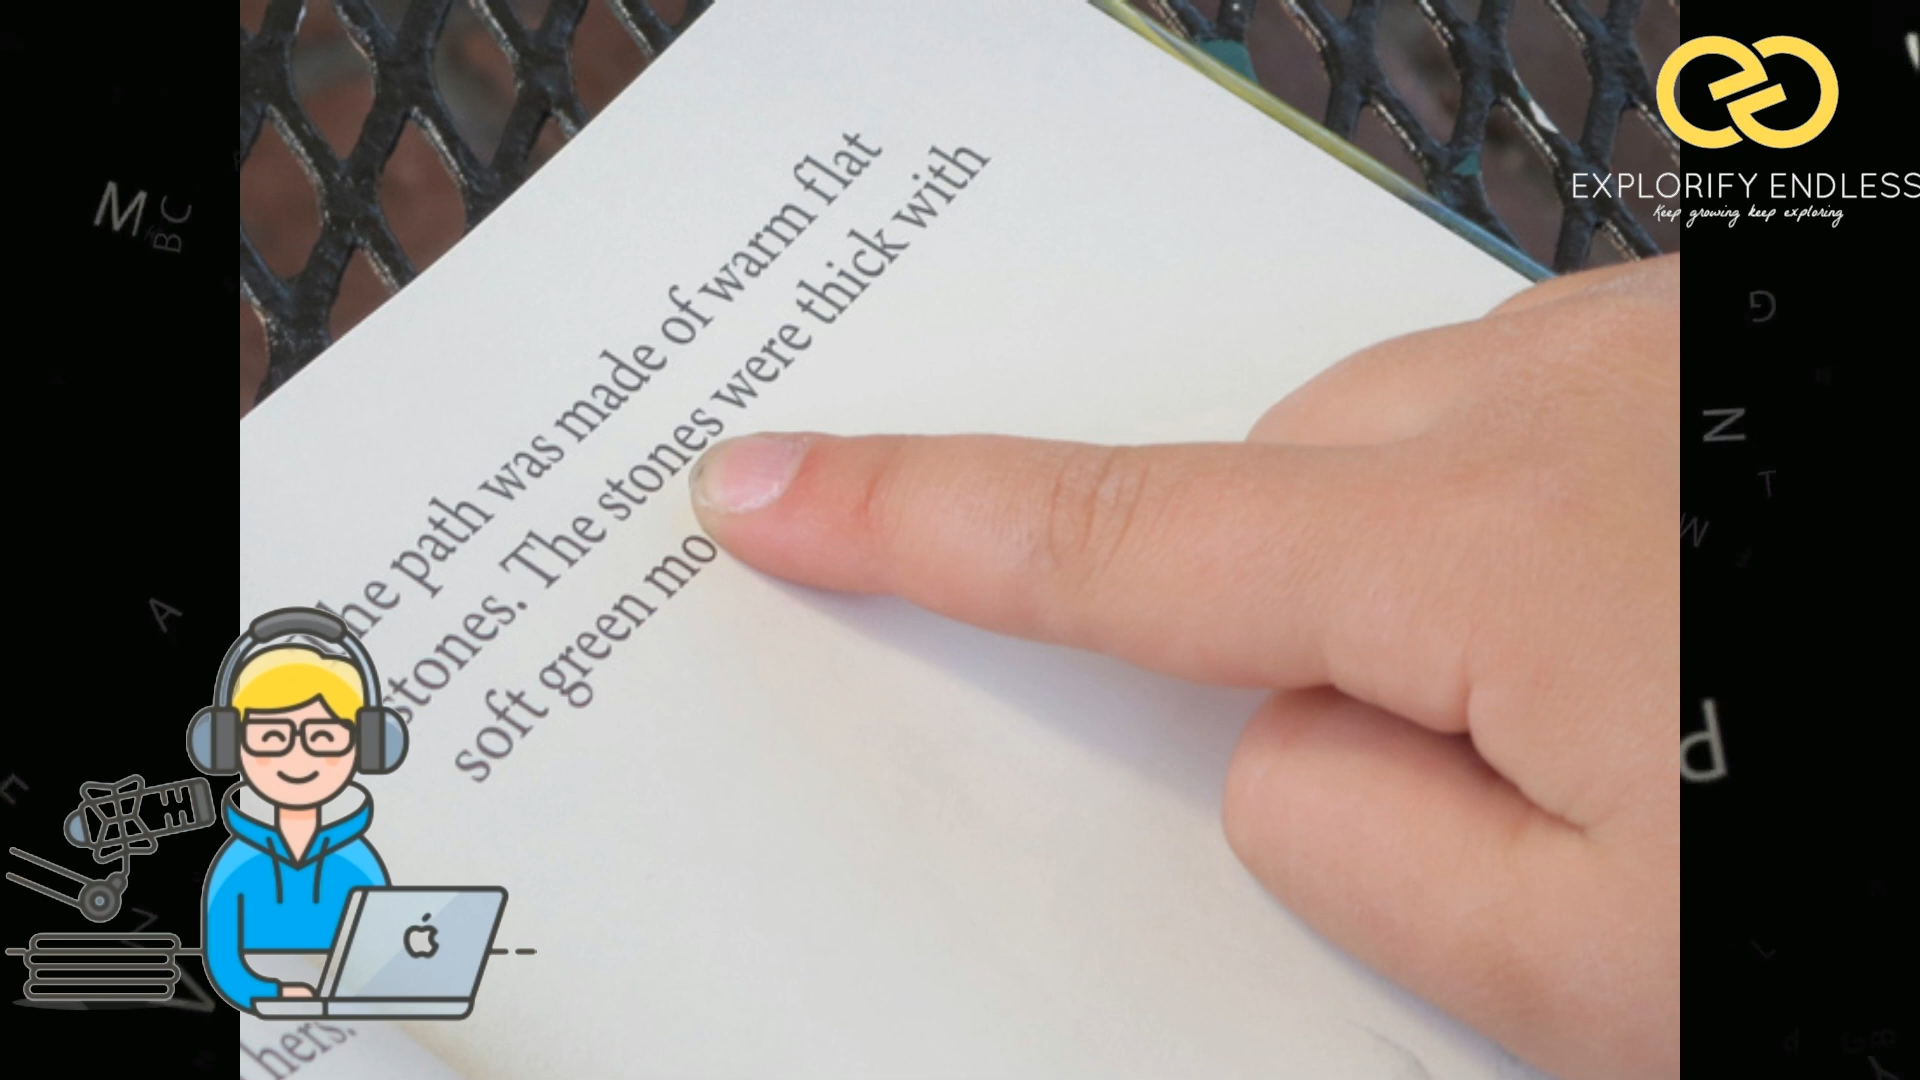 he path was made of warm flat
stones. The stones were thick with
soft green mo
hers.
EXPLORIFY ENDLESS
Keep growing keep exploring
M
B C
A
G
N
T
M
d